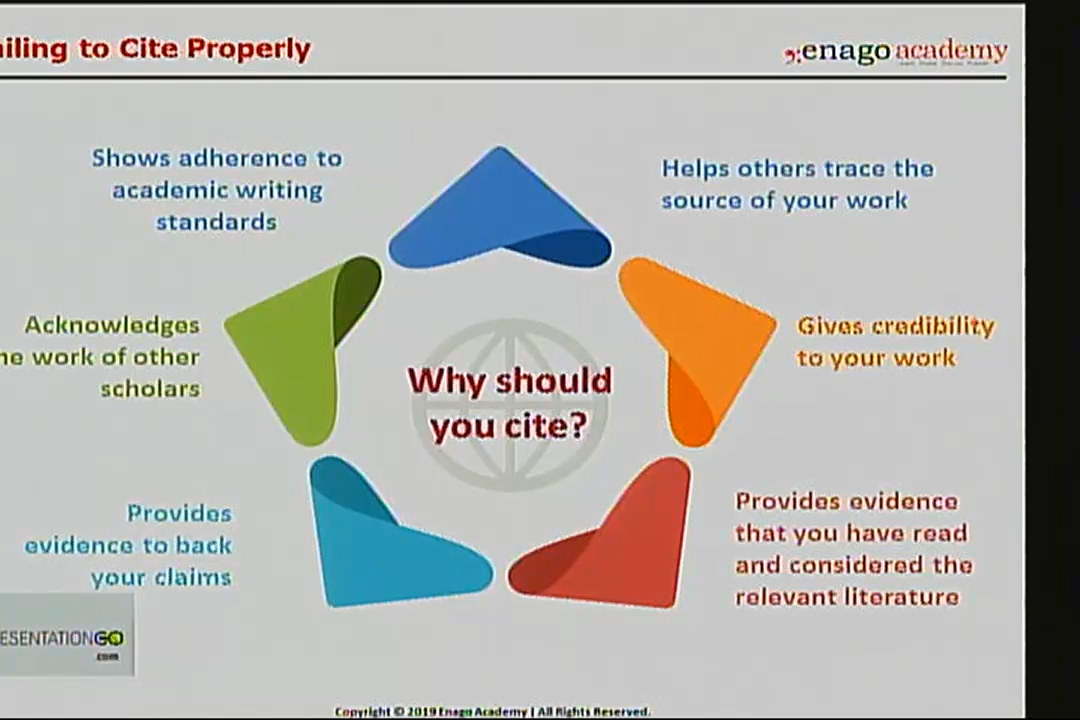 iling to Cite Properly
enago academy
Shows adherence to
academic writing
standards
Helps others trace the
source of your work
Acknowledges
he work of other
scholars
Gives credibility
to your work
Why should
you cite?
Provides
evidence to back
your claims
Provides evidence
that you have read
and considered the
relevant literature
ESENTATIONGO
.com
Copyright © 2019 Enago Academy | All Rights Reserved.